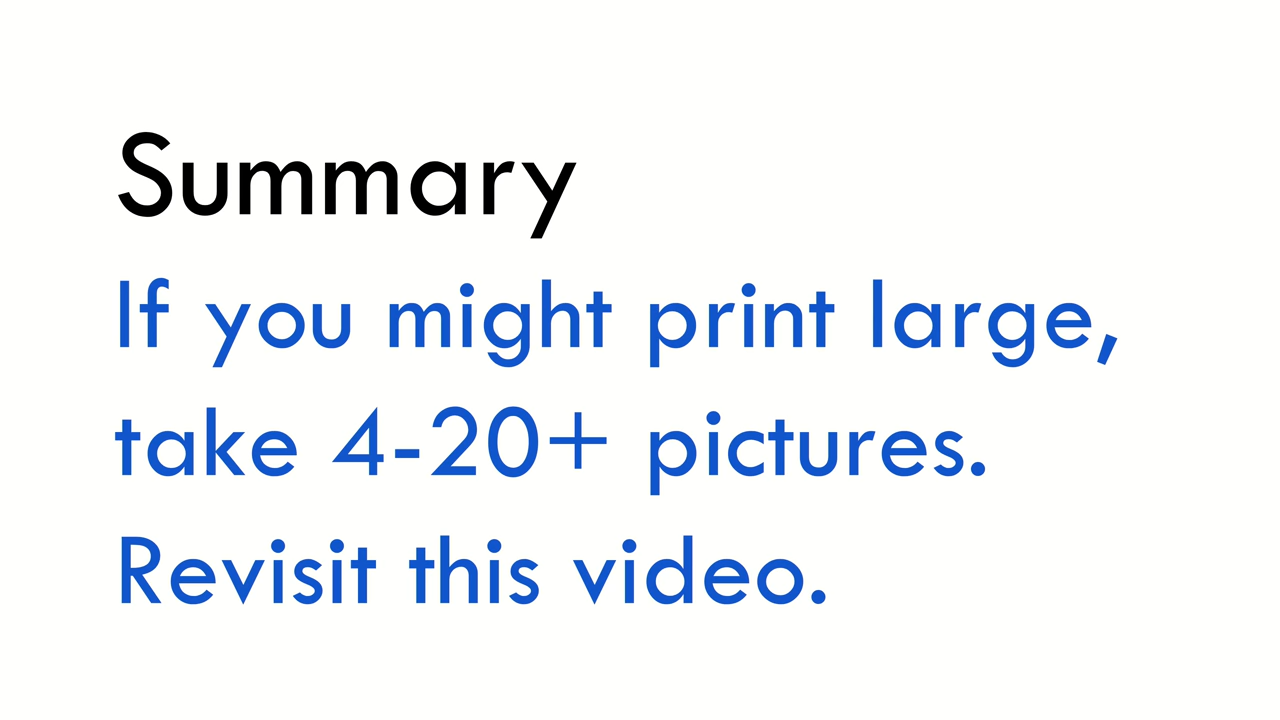 Summary
If you might print large,
take 4-20+ pictures.
Revisit this video.